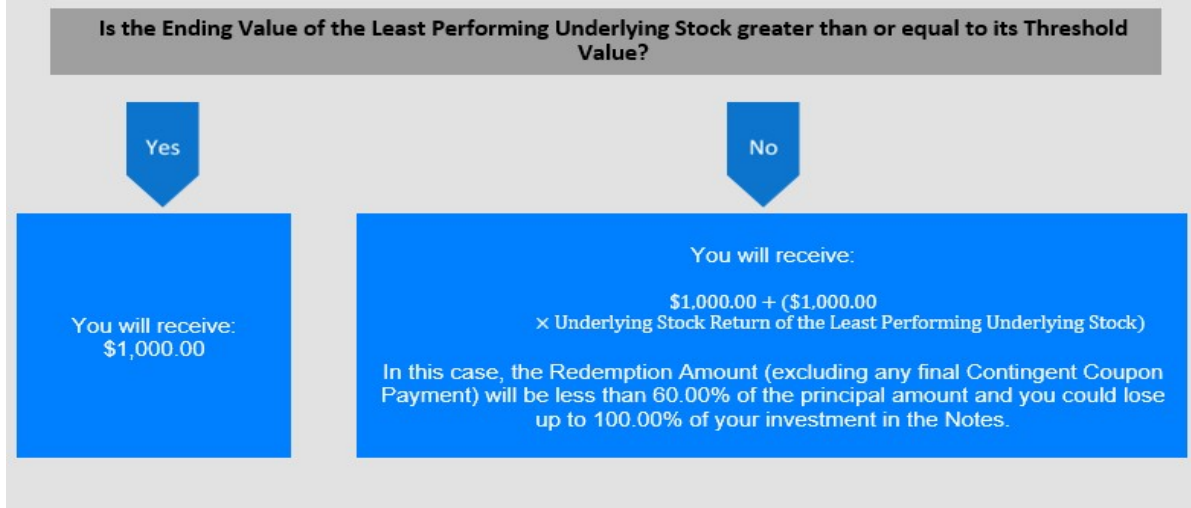 Is the Ending Value of the Least Performing Underlying Stock greater than or equal to its Threshold
Value?
Yes
No
You will receive:
$1,000.00
You will receive:
$1,000.00 + ($1,000.00
× Underlying Stock Return of the Least Performing Underlying Stock)
In this case, the Redemption Amount (excluding any final Contingent Coupon
Payment) will be less than 60.00% of the principal amount and you could lose
up to 100.00% of your investment in the Notes.